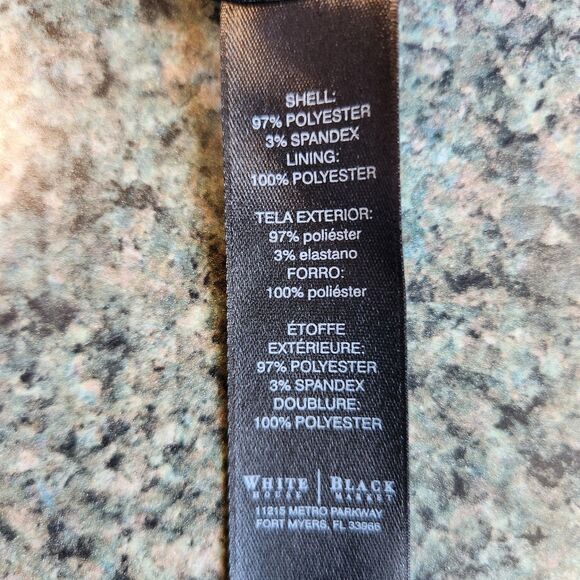 SHELL:
97% POLYESTER
3% SPANDEX
LINING:
100% POLYESTER
TELA EXTERIOR:
97% poliéster
3% elastano
FORRO:
100% poliéster
ÉTOFFE
EXTÉRIEURE:
97% POLYESTER
3% SPANDEX
DOUBLURE:
100% POLYESTER
WHITE | BLACK
HOUSE | MARKET
11215 METRO PARKWAY
FORT MYERS, FL 33966